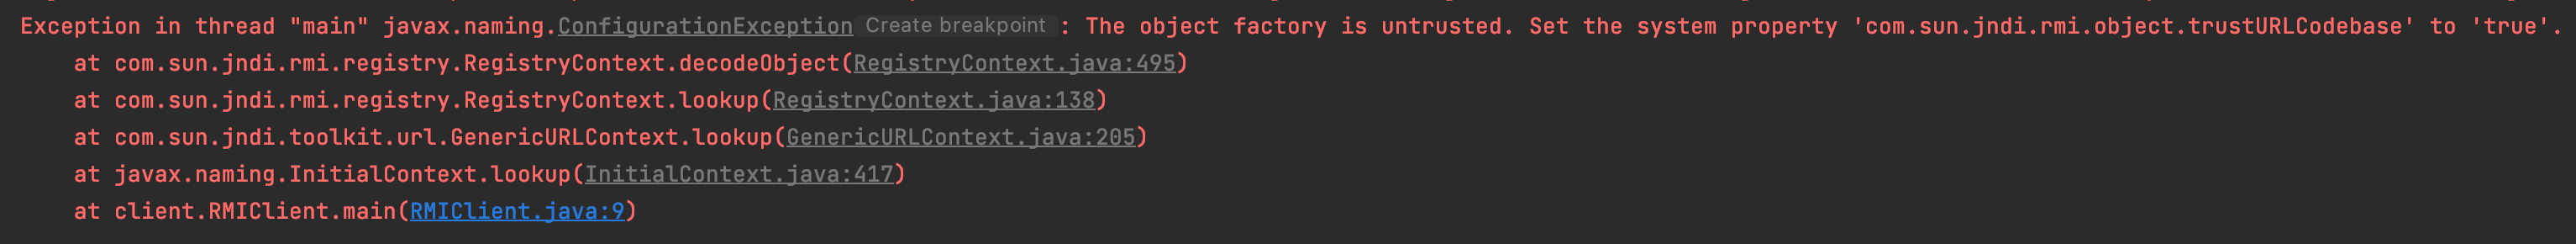 Exception in thread "main" javax.naming.ConfigurationException Create breakpoint : The object factory is untrusted. Set the system property 'com.sun.jndi.rmi.object.trustURLCodebase' to 'true'.
at com.sun.jndi.rmi.registry.RegistryContext.decodeObject(RegistryContext.java:495)
at com.sun.jndi.rmi.registry.RegistryContext.lookup(RegistryContext.java:138)
at com.sun.jndi.toolkit.url.GenericURLContext.lookup(GenericURLContext.java:205)
at javax.naming.InitialContext.lookup(InitialContext.java:417)
at client.RMIClient.main(RMIClient.java:9)